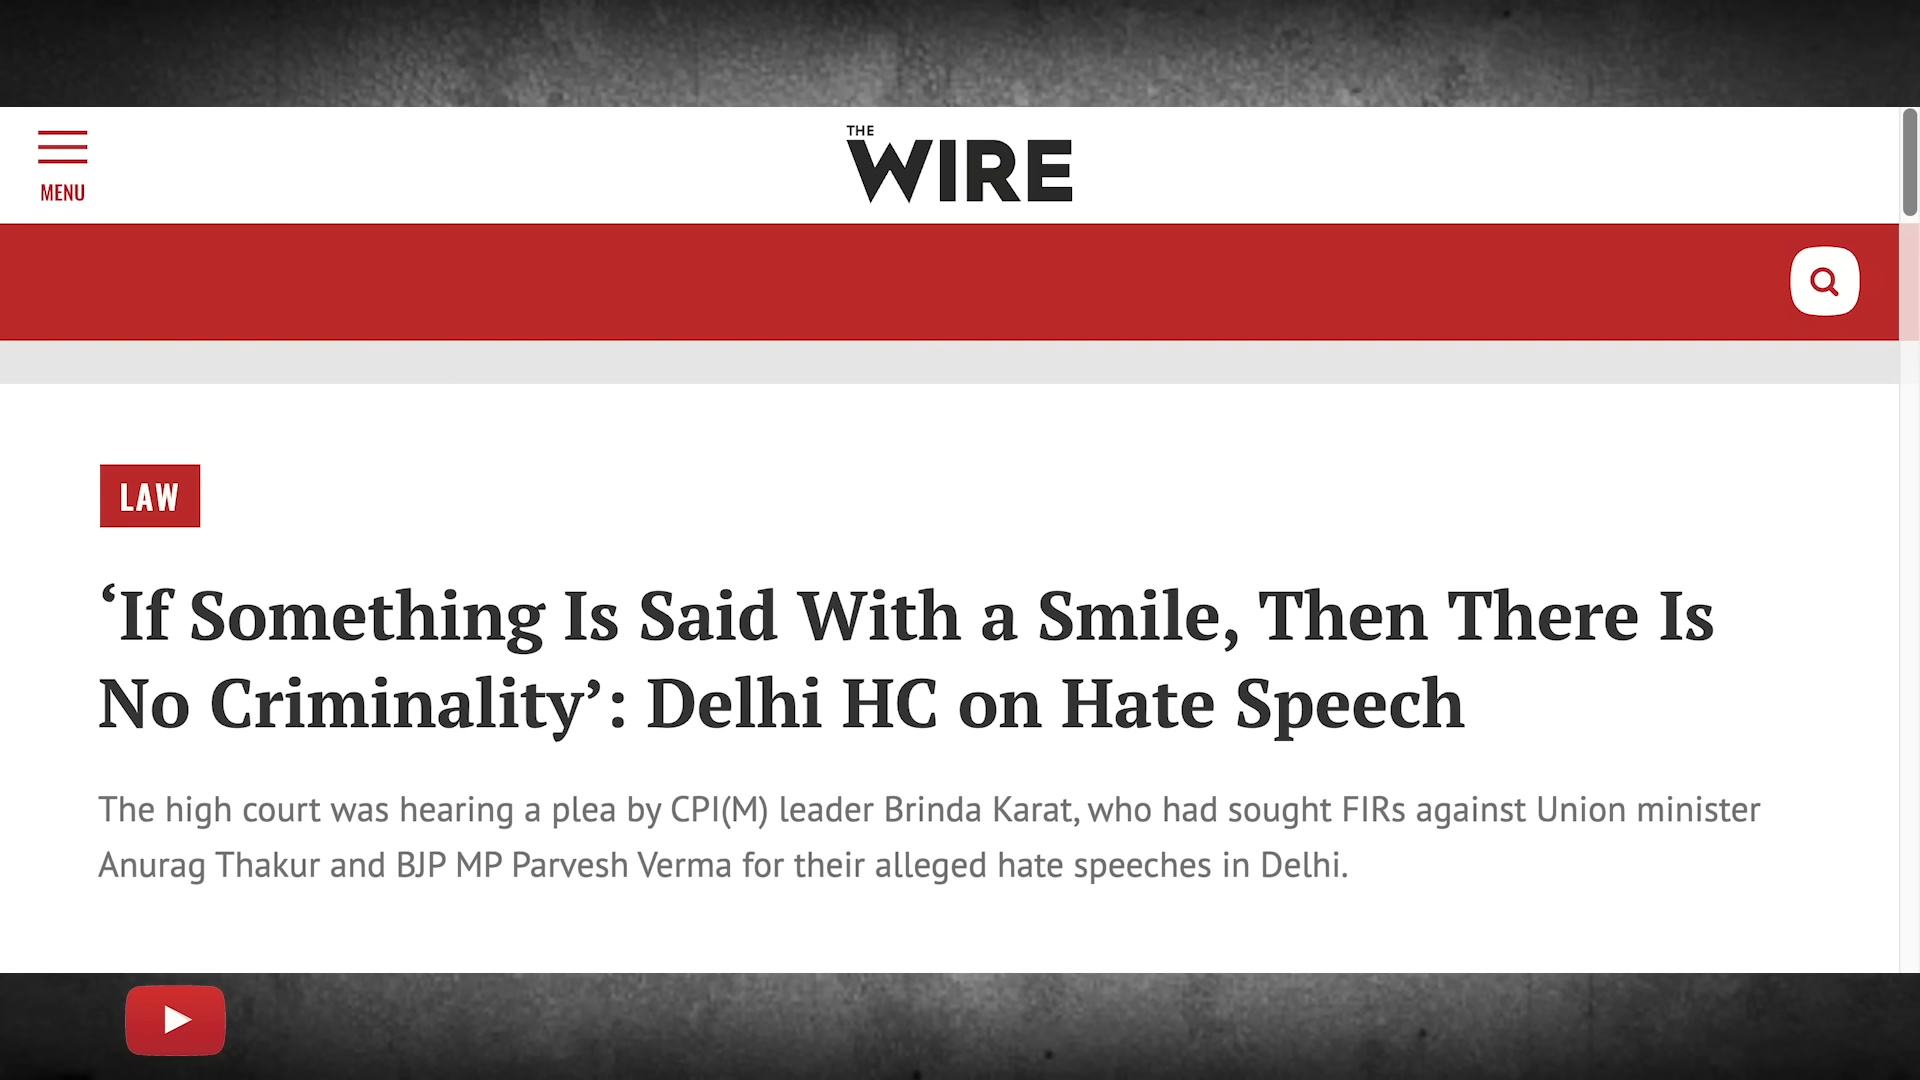 THE
WIRE
MENU
LAW
‘If Something Is Said With a Smile, Then There Is
No Criminality’: Delhi HC on Hate Speech
The high court was hearing a plea by CPI(M) leader Brinda Karat, who had sought FIRs against Union minister
Anurag Thakur and BJP MP Parvesh Verma for their alleged hate speeches in Delhi.